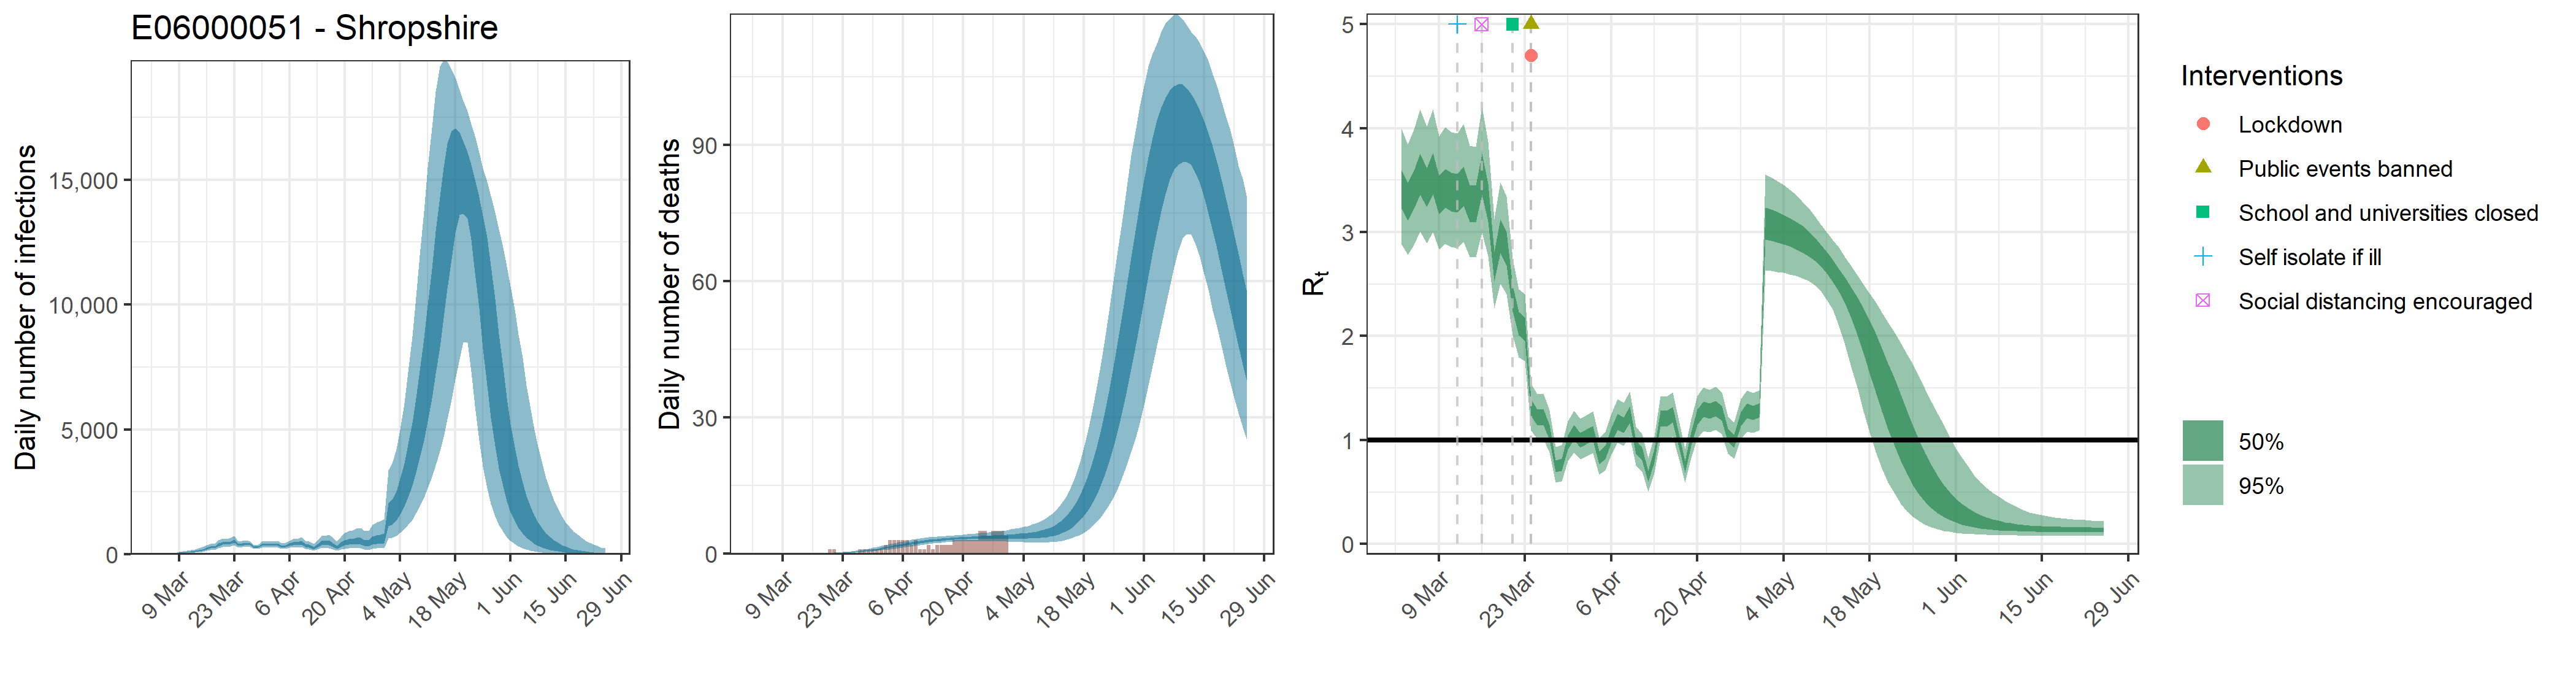 E06000051 - Shropshire
Daily number of infections
15,000
10,000
5,000
0
9 Mar
23 Mar
6 Apr
20 Apr
4 May
18 May
1 Jun
15 Jun
29 Jun
Daily number of deaths
90
60
30
0
9 Mar
23 Mar
6 Apr
20 Apr
4 May
18 May
1 Jun
15 Jun
29 Jun
Rt
5
4
3
2
1
0
9 Mar
23 Mar
6 Apr
20 Apr
4 May
18 May
1 Jun
15 Jun
29 Jun
Interventions
Lockdown
Public events banned
School and universities closed
Self isolate if ill
Social distancing encouraged
50%
95%